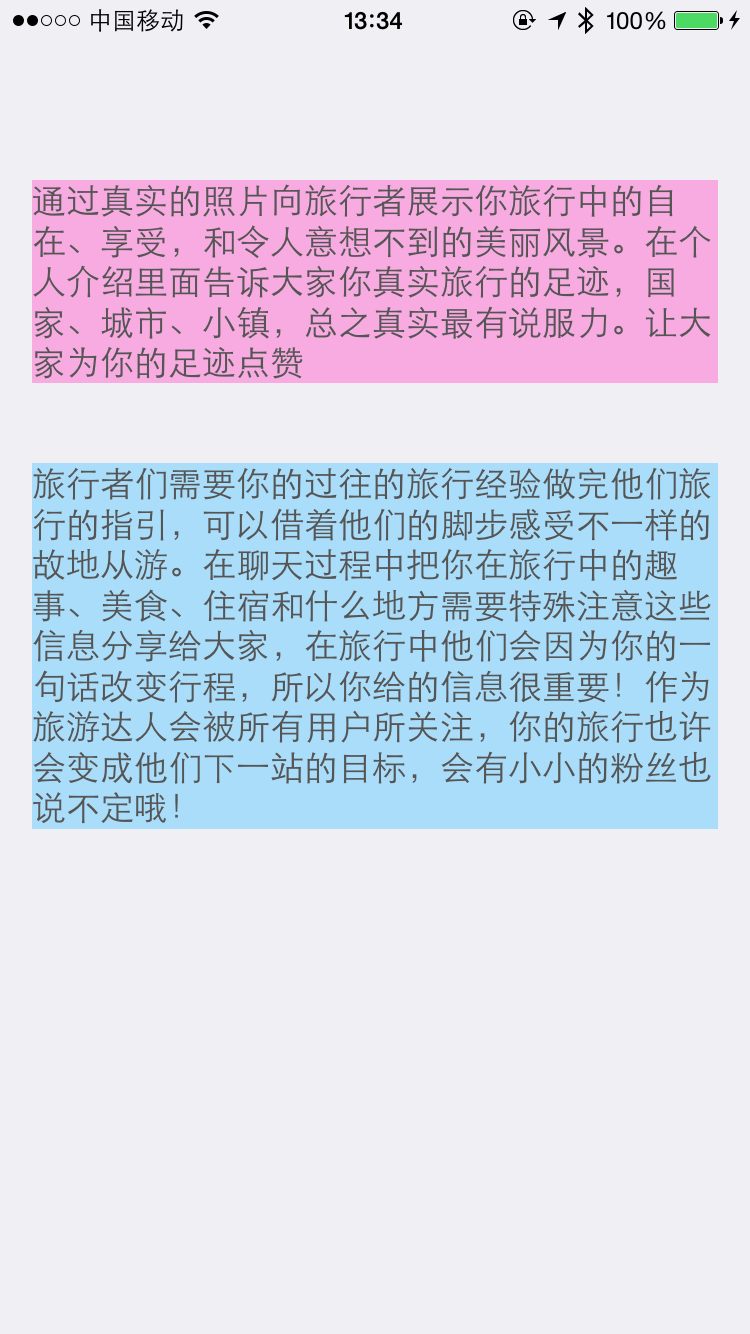 中国移动
13:34
100%
通过真实的照片向旅行者展示你旅行中的自
在、享受，和令人意想不到的美丽风景。在个
人介绍里面告诉大家你真实旅行的足迹，国
家、城市、小镇，总之真实最有说服力。让大
家为你的足迹点赞
旅行者们需要你的过往的旅行经验做完他们旅
行的指引，可以借着他们的脚步感受不一样的
故地从游。在聊天过程中把你在旅行中的趣
事、美食、住宿和什么地方需要特殊注意这些
信息分享给大家，在旅行中他们会因为你的一
句话改变行程，所以你给的信息很重要！作为
旅游达人会被所有用户所关注，你的旅行也许
会变成他们下一站的目标，会有小小的粉丝也
说不定哦！